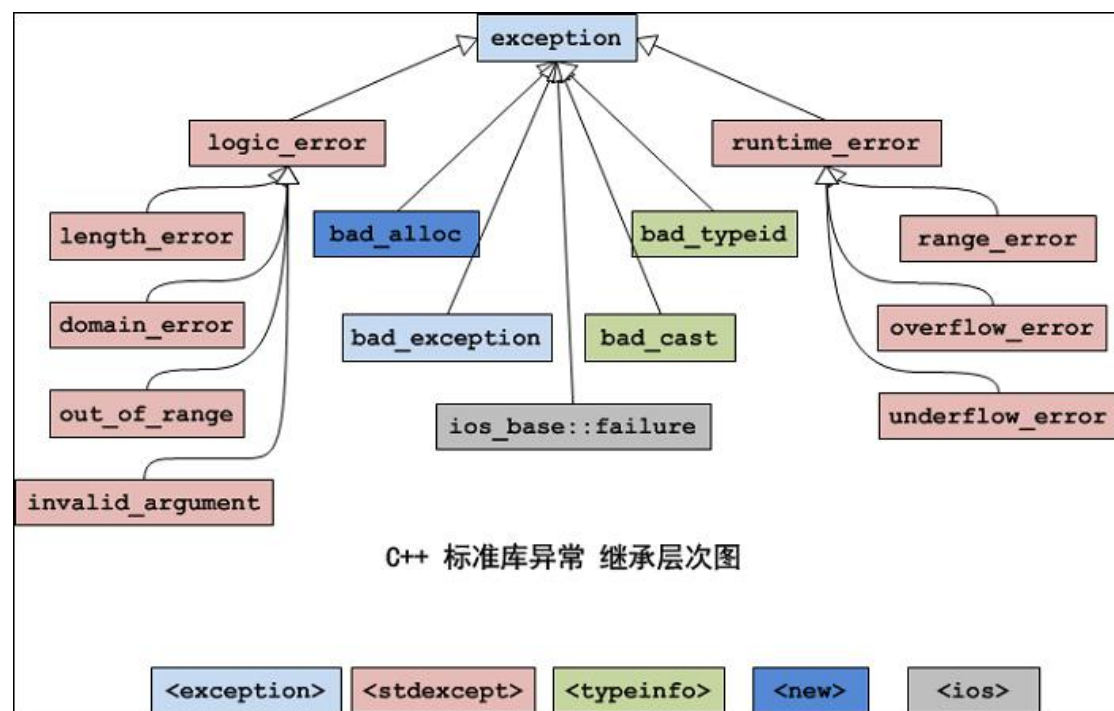 exception
logic_error
runtime_error
length_error
bad_alloc
bad_typeid
range_error
domain_error
bad_exception
bad_cast
overflow_error
out_of_range
ios_base::failure
underflow_error
invalid_argument
C++ 标准库异常 继承层次图
<exception> <stdexcept> <typeinfo> <new> <ios>